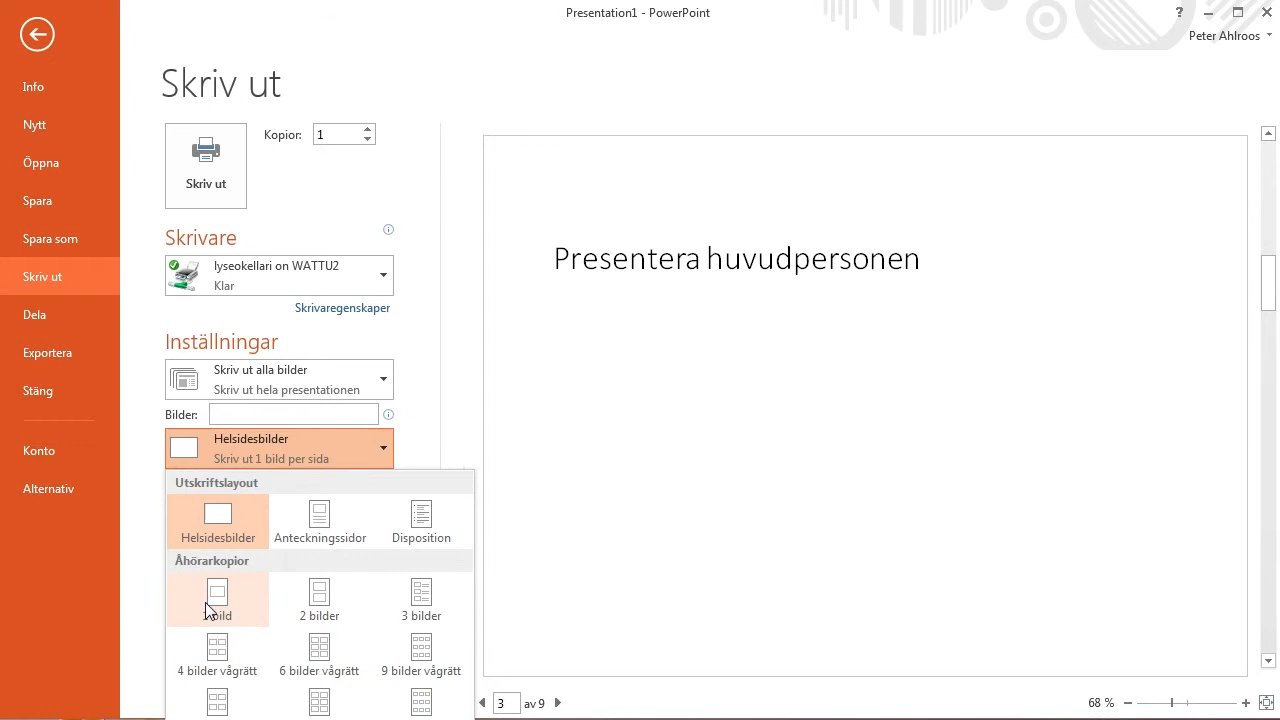 Presentation1 - PowerPoint
?
Peter Ahlroos
Info
Nytt
Öppna
Spara
Spara som
Skriv ut
Dela
Exportera
Stäng
Konto
Alternativ
Skriv ut
Skriv ut
Kopior: 1
Skrivare
lyseokellari on WATTU2
Klar
Skrivaregenskaper
Inställningar
Skriv ut alla bilder
Skriv ut hela presentationen
Bilder:
Helsidesbilder
Skriv ut 1 bild per sida
Utskriftslayout
Helsidesbilder Anteckningssidor Disposition
Åhörarkopior
bild 2 bilder 3 bilder
4 bilder vågrätt 6 bilder vågrätt 9 bilder vågrätt
Presentera huvudpersonen
3 av 9
68 %